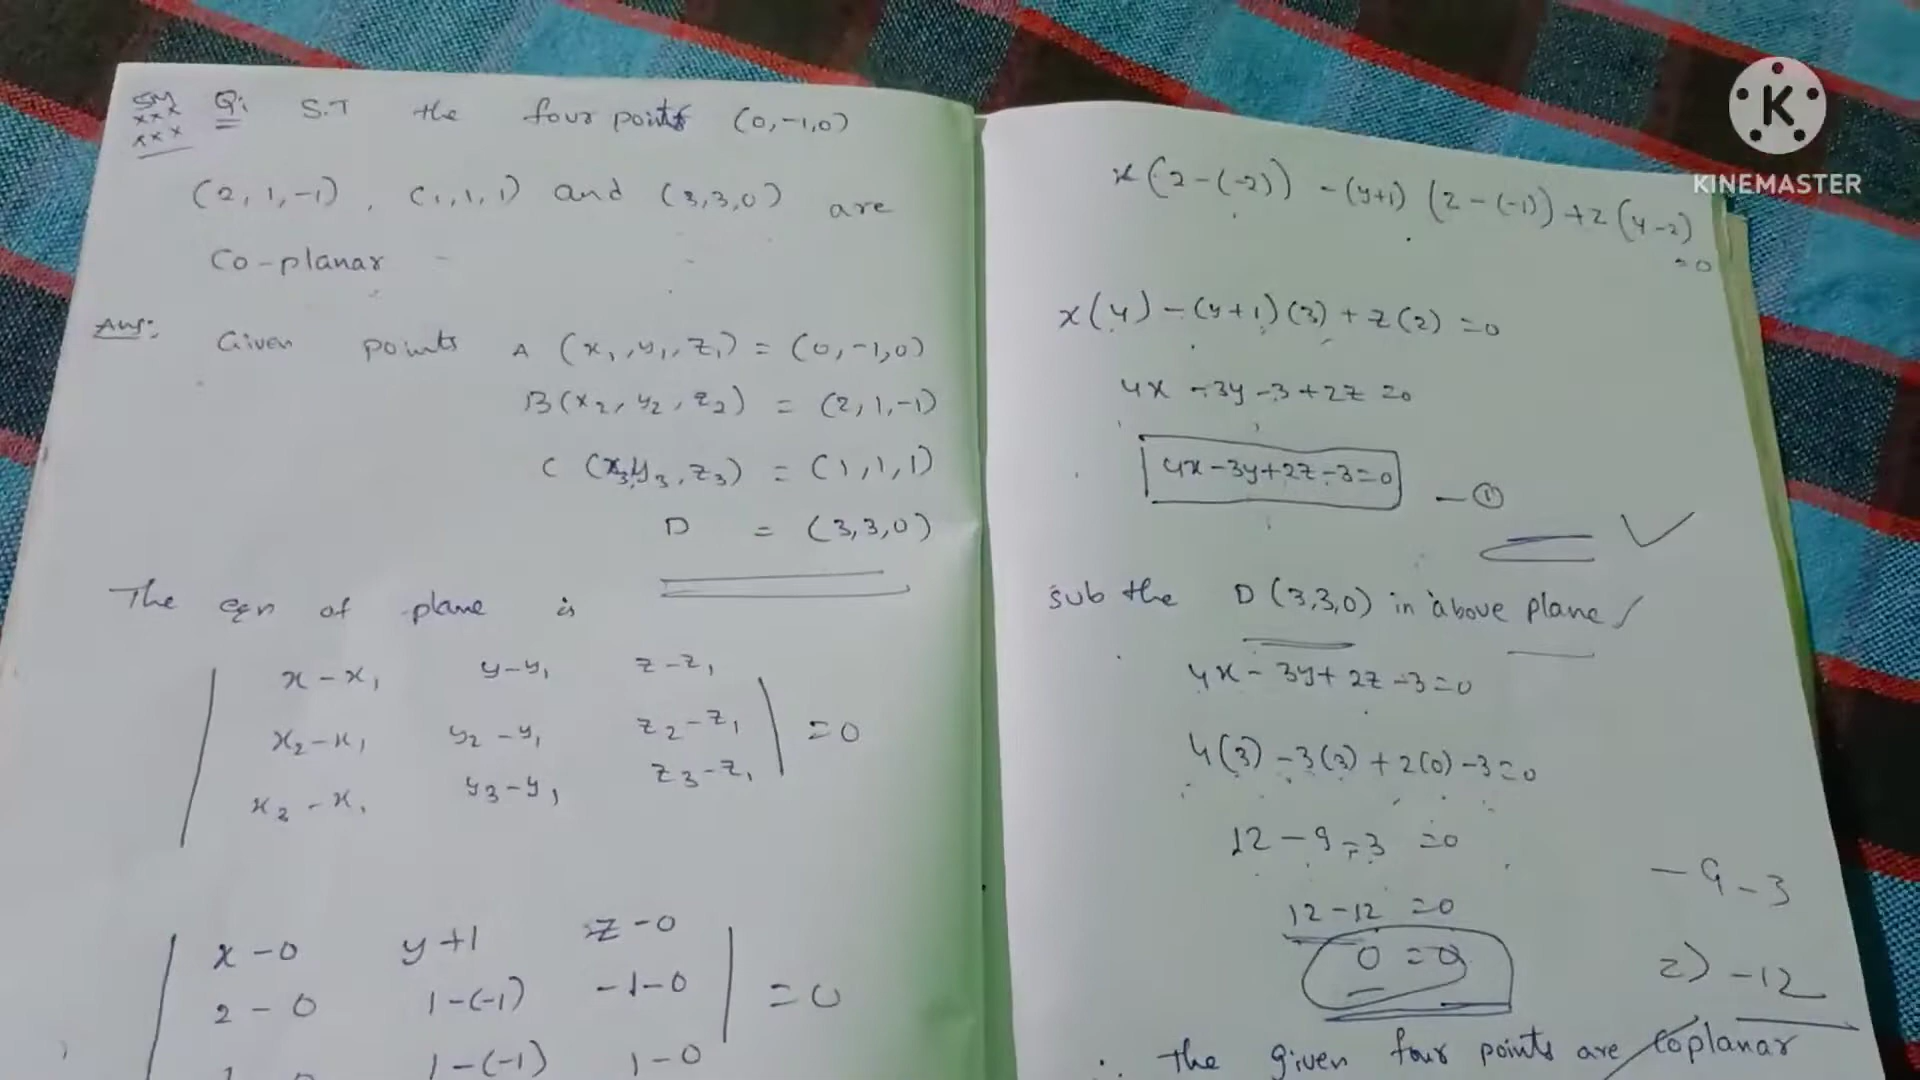 5M Q: S.T the four points (0,-1,0)
(2,1,-1), (1,1,1) and (3,3,0) are
Co-planar
Ans: Given points A (x₁,y₁,z₁) = (0,-1,0)
B(x₂,y₂,z₂) = (2,1,-1)
C (x₃,y₃,z₃) = (1,1,1)
D = (3,3,0)
The eqn of plane is
| x-x₁ y-y₁ z-z₁
x₂-x₁ y₂-y₁ z₂-z₁ | =0
x₃-x₁ y₃-y₁ z₃-z₁
| x-0 y+1 z-0
2-0 1-(-1) -1-0 | =0
1-(-1) 1-0
x(2-(-2)) -(y+1) (2-(-1))+z(4-2)
=0
x(4)-(y+1)(3)+z(2)=0
4x-3y-3+2z=0
4x-3y+2z-3=0 -①
sub the D(3,3,0) in above plane
4x-3y+2z-3=0
4(3)-3(3)+2(0)-3=0
12-9-3 =0
12-12 =0
0=0
-9-3
-12
∴ the given four points are coplanar
KINEMASTER